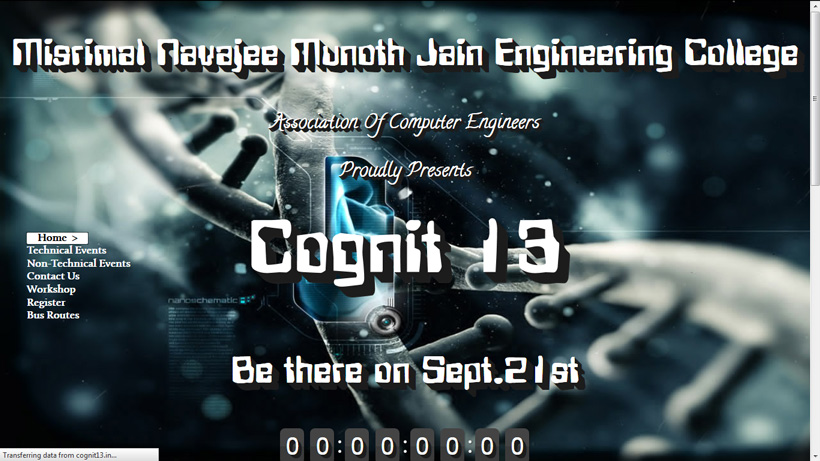 Misrimal Navajee Munoth Jain Engineering College
Association Of Computer Engineers
Proudly Presents
Cognit 13
Home >
Technical Events
Non-Technical Events
Contact Us
Workshop
Register
Bus Routes
nanoschematic
Be there on Sept.21st
00:00:00:00
Transferring data from cognit13.in...